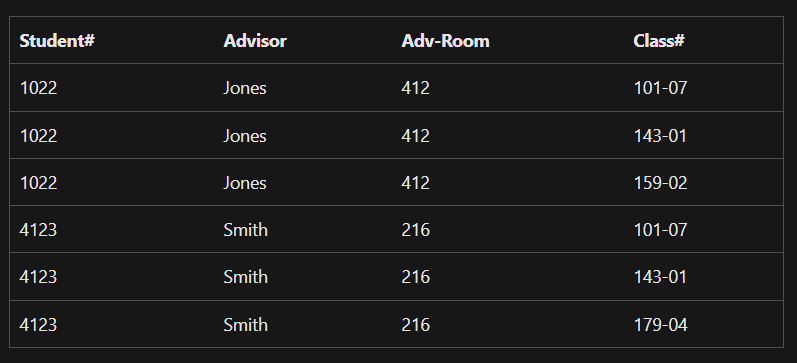 Student# Advisor Adv-Room Class#
1022 Jones 412 101-07
1022 Jones 412 143-01
1022 Jones 412 159-02
4123 Smith 216 101-07
4123 Smith 216 143-01
4123 Smith 216 179-04